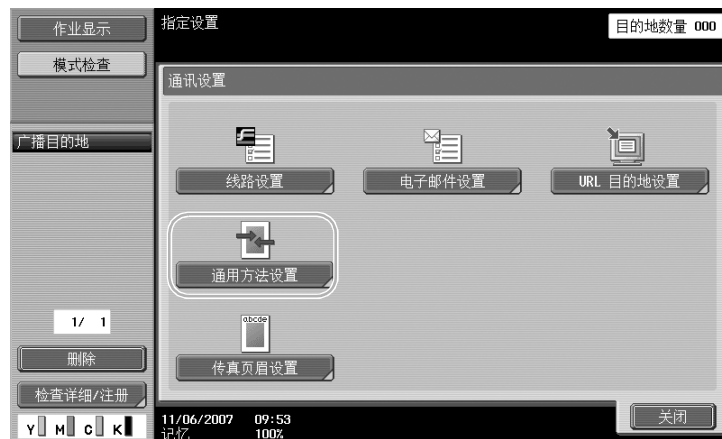 作业显示
模式检查
广播目的地
1/ 1
删除
检查详细/注册
Y M C K
指定设置
目的地数量 000
通讯设置
线路设置
电子邮件设置
URL 目的地设置
通用方法设置
abcde
传真页眉设置
11/06/2007 09:53
记忆 100%
关闭